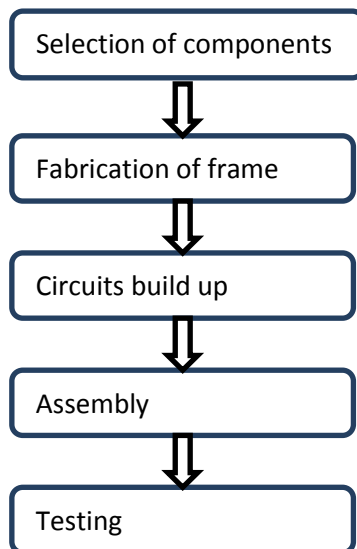 Selection of components
Fabrication of frame
Circuits build up
Assembly
Testing